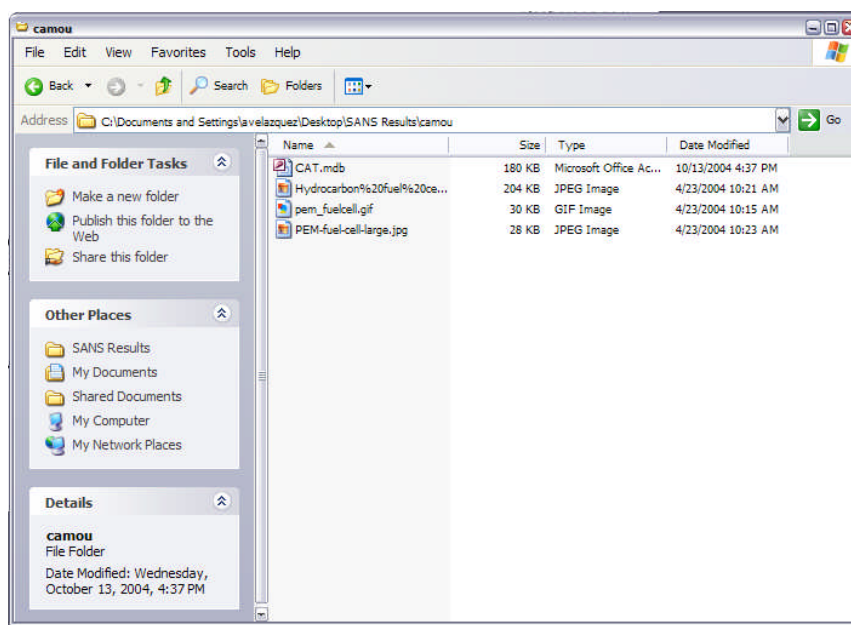 camou
File Edit View Favorites Tools Help
Back Search Folders
Address C:\Documents and Settings\avelazquez\Desktop\SANS Results\camou Go
File and Folder Tasks
Make a new folder
Publish this folder to the
Web
Share this folder
Other Places
SANS Results
My Documents
Shared Documents
My Computer
My Network Places
Details
camou
File Folder
Date Modified: Wednesday,
October 13, 2004, 4:37 PM
Name Size Type Date Modified
CAT.mdb 180 KB Microsoft Office Ac... 10/13/2004 4:37 PM
Hydrocarbon%20fuel%20ce... 204 KB JPEG Image 4/23/2004 10:21 AM
pem_fuelcell.gif 30 KB GIF Image 4/23/2004 10:15 AM
PEM-fuel-cell-large.jpg 28 KB JPEG Image 4/23/2004 10:23 AM